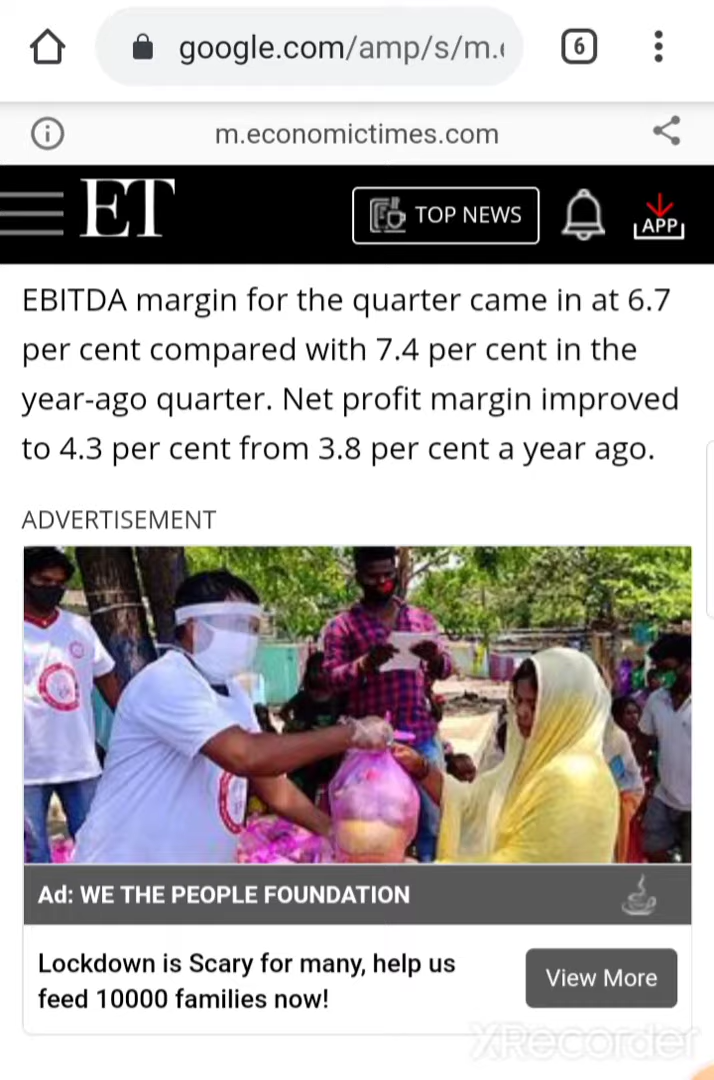 google.com/amp/s/m.
6
m.economictimes.com
ET
TOP NEWS
APP
EBITDA margin for the quarter came in at 6.7
per cent compared with 7.4 per cent in the
year-ago quarter. Net profit margin improved
to 4.3 per cent from 3.8 per cent a year ago.
ADVERTISEMENT
Ad: WE THE PEOPLE FOUNDATION
Lockdown is Scary for many, help us
feed 10000 families now!
View More
XRecorder